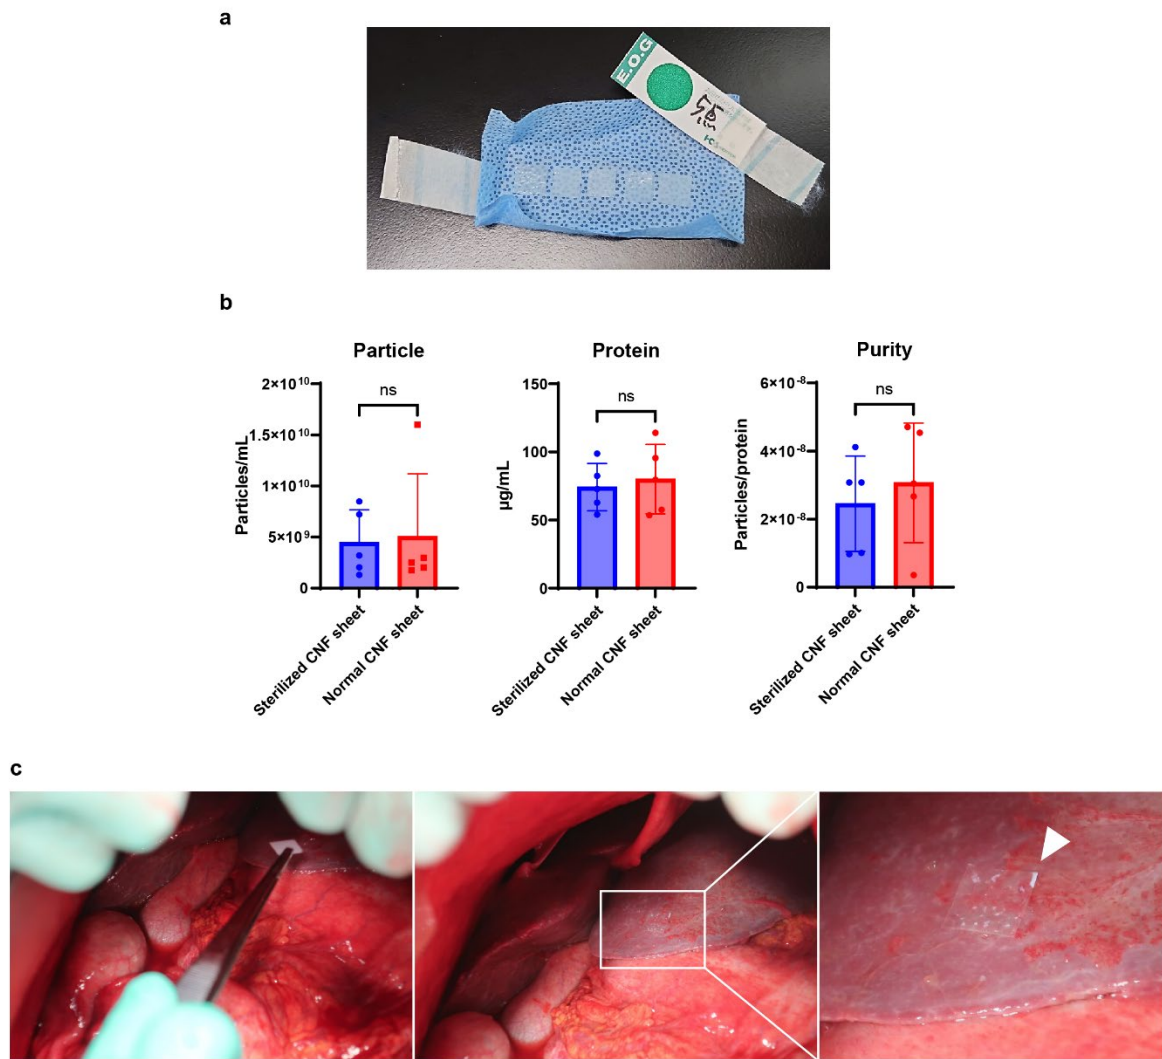 a
E.O.G
b
Particle
Protein
Purity
2×10¹⁰
1.5×10¹⁰
1×10¹⁰
5×10⁹
0
Particles/mL
ns
Sterilized CNF sheet
Normal CNF sheet
150
100
50
0
µg/mL
ns
Sterilized CNF sheet
Normal CNF sheet
6×10⁻⁸
4×10⁻⁸
2×10⁻⁸
0
Particles/protein
ns
Sterilized CNF sheet
Normal CNF sheet
c